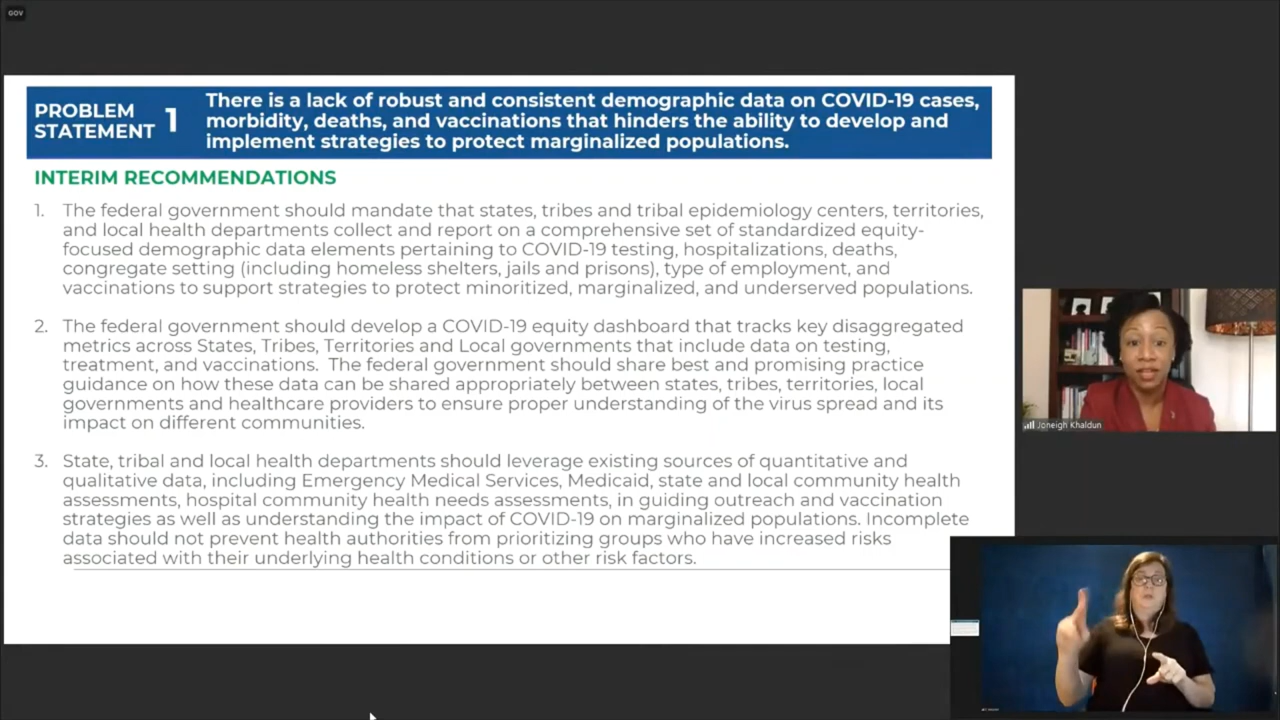 GOV
PROBLEM
STATEMENT 1
There is a lack of robust and consistent demographic data on COVID-19 cases,
morbidity, deaths, and vaccinations that hinders the ability to develop and
implement strategies to protect marginalized populations.
INTERIM RECOMMENDATIONS
1. The federal government should mandate that states, tribes and tribal epidemiology centers, territories,
and local health departments collect and report on a comprehensive set of standardized equity-
focused demographic data elements pertaining to COVID-19 testing, hospitalizations, deaths,
congregate setting (including homeless shelters, jails and prisons), type of employment, and
vaccinations to support strategies to protect minoritized, marginalized, and underserved populations.
2. The federal government should develop a COVID-19 equity dashboard that tracks key disaggregated
metrics across States, Tribes, Territories and Local governments that include data on testing,
treatment, and vaccinations. The federal government should share best and promising practice
guidance on how these data can be shared appropriately between states, tribes, territories, local
governments and healthcare providers to ensure proper understanding of the virus spread and its
impact on different communities.
3. State, tribal and local health departments should leverage existing sources of quantitative and
qualitative data, including Emergency Medical Services, Medicaid, state and local community health
assessments, hospital community health needs assessments, in guiding outreach and vaccination
strategies as well as understanding the impact of COVID-19 on marginalized populations. Incomplete
data should not prevent health authorities from prioritizing groups who have increased risks
associated with their underlying health conditions or other risk factors.
Joneigh Khaldun